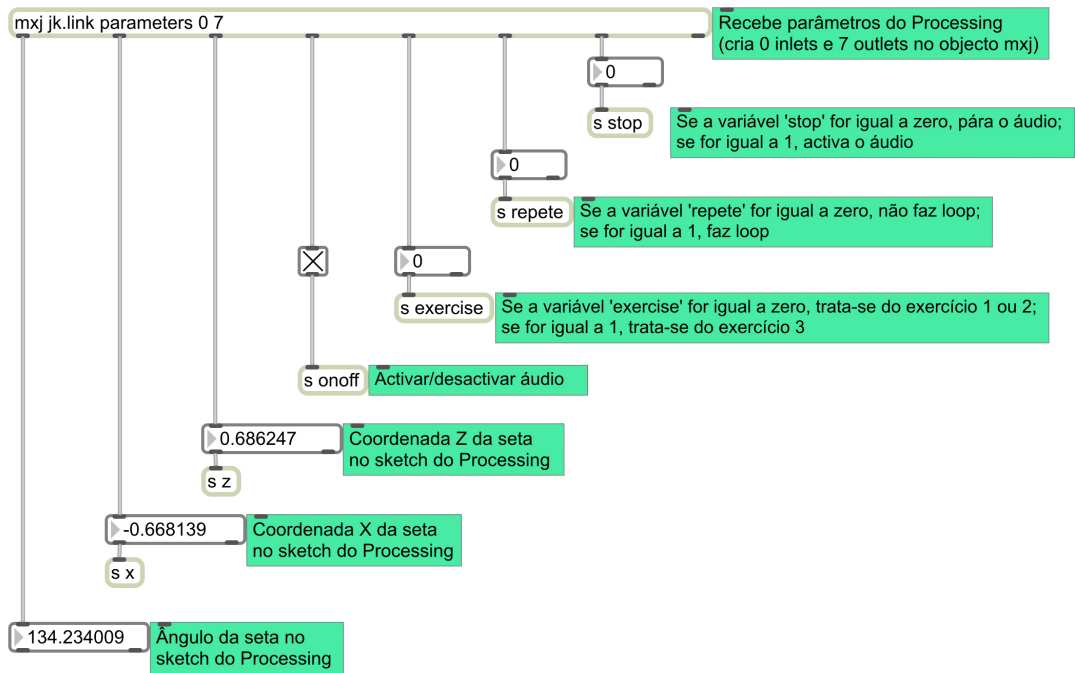 mxj jk.link parameters 0 7
Recebe parâmetros do Processing
(cria 0 inlets e 7 outlets no objecto mxj)
0
s stop
Se a variável 'stop' for igual a zero, pára o áudio;
se for igual a 1, activa o áudio
0
s repete
Se a variável 'repete' for igual a zero, não faz loop;
se for igual a 1, faz loop
0
s exercise
Se a variável 'exercise' for igual a zero, trata-se do exercício 1 ou 2;
se for igual a 1, trata-se do exercício 3
s onoff
Activar/desactivar áudio
0.686247
s z
Coordenada Z da seta
no sketch do Processing
-0.668139
s x
Coordenada X da seta
no sketch do Processing
134.234009
Ângulo da seta no
sketch do Processing